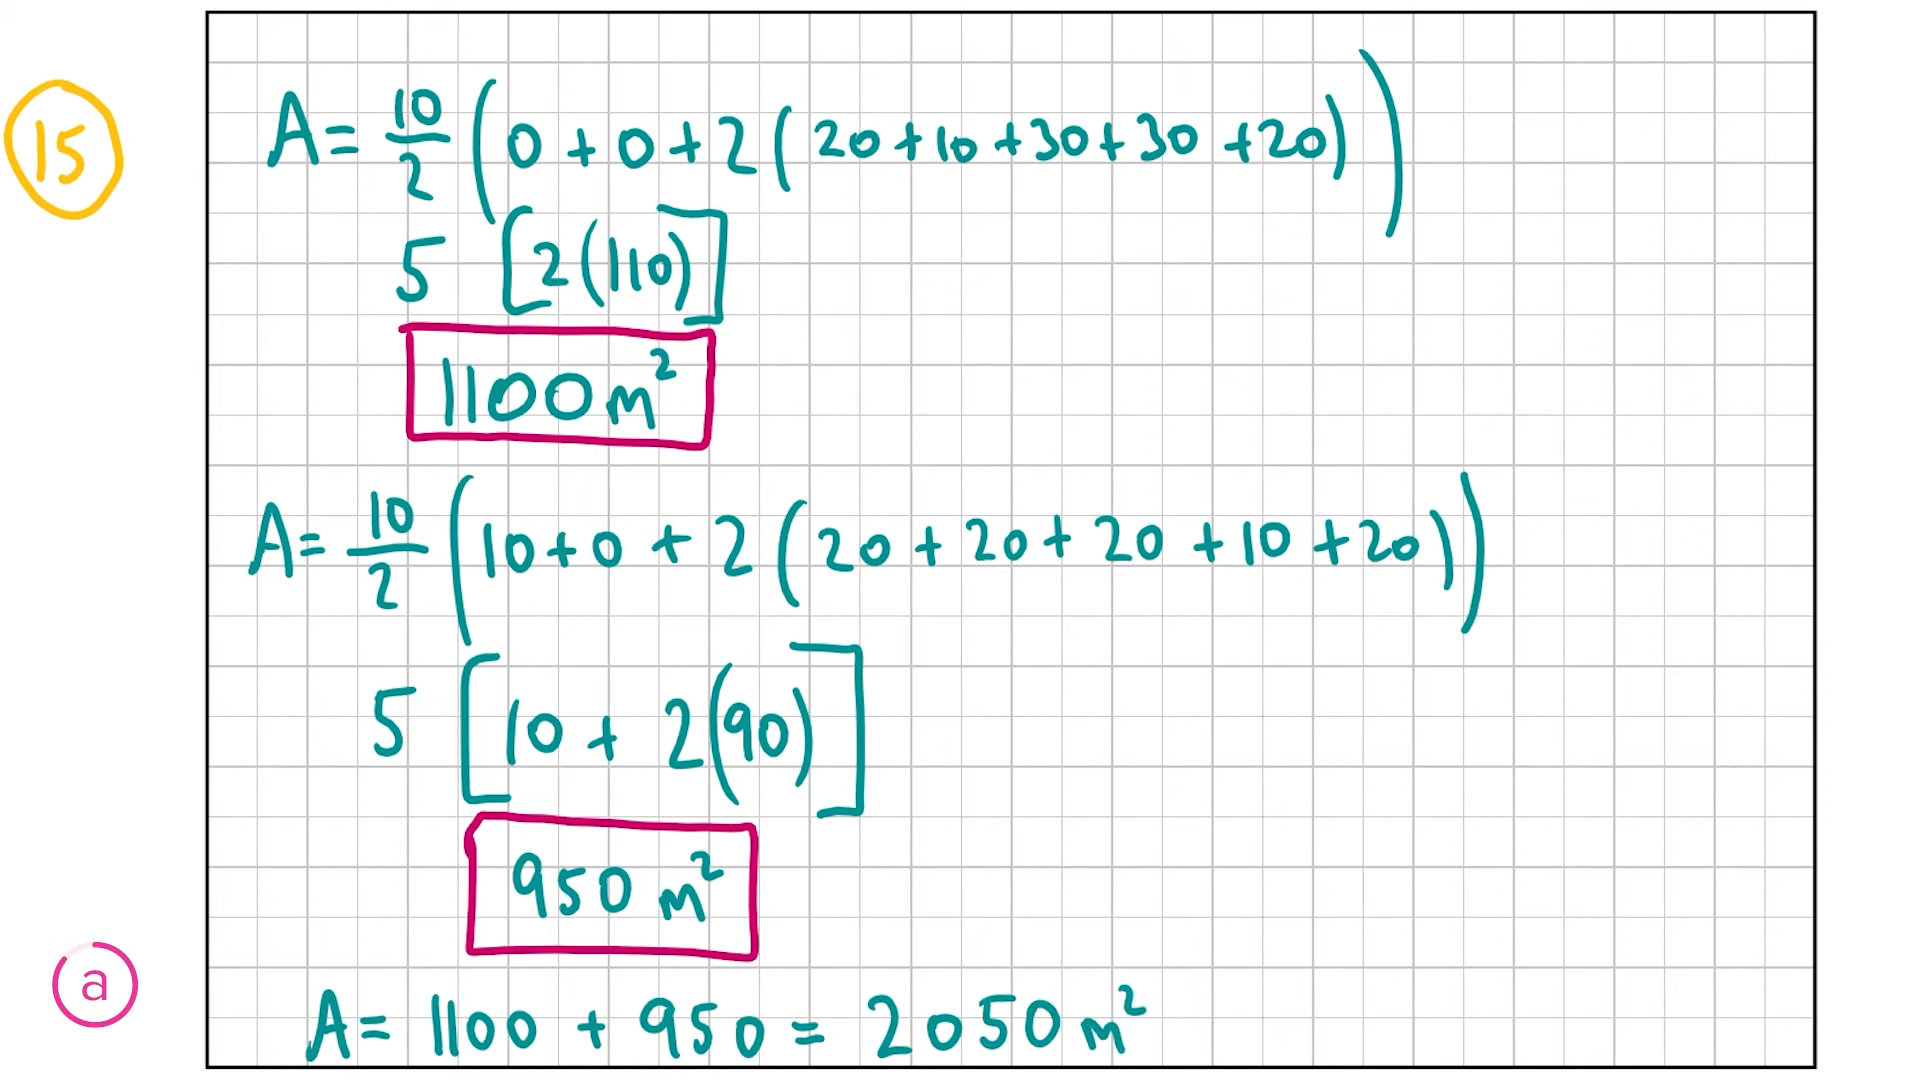 15
A = 10/2 (0 + 0 + 2 (20 + 10 + 30 + 30 + 20))
5 [2 (110)]
1100 m²
A = 10/2 (10 + 0 + 2 (20 + 20 + 20 + 10 + 20))
5 [10 + 2 (90)]
950 m²
a
A = 1100 + 950 = 2050 m²